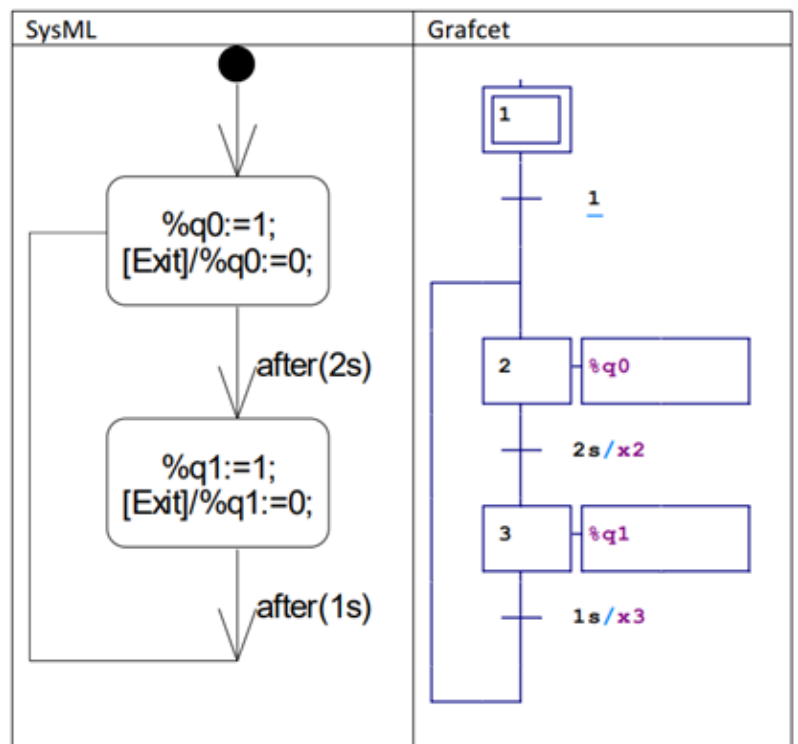 SysML
%q0:=1;
[Exit]/%q0:=0;
after(2s)
%q1:=1;
[Exit]/%q1:=0;
after(1s)
Grafcet
1
1
2
%q0
2s/x2
3
%q1
1s/x3